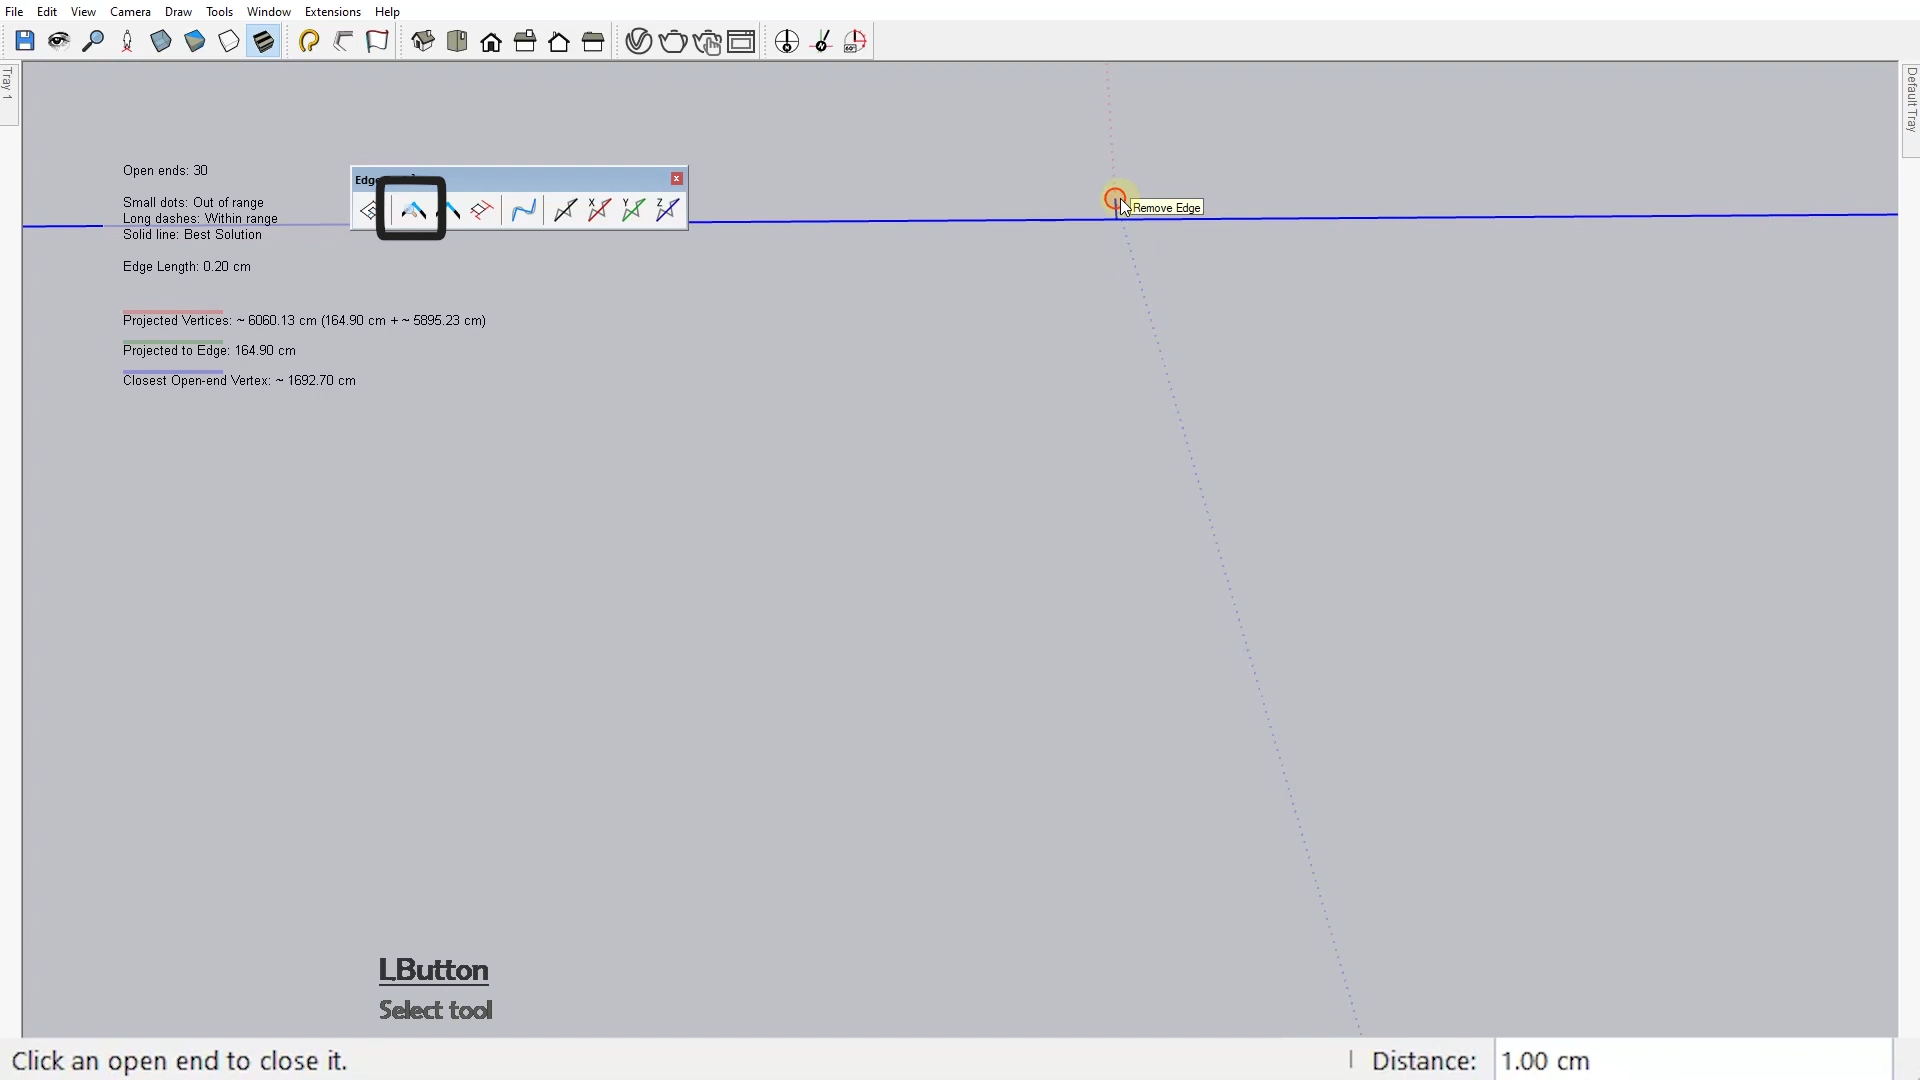 File Edit View Camera Draw Tools Window Extensions Help
Tray 1
Default Tray
Open ends: 30
Small dots: Out of range
Long dashes: Within range
Solid line: Best Solution
Edge Length: 0.20 cm
Projected Vertices: ~ 6060.13 cm (164.90 cm + ~ 5895.23 cm)
Projected to Edge: 164.90 cm
Closest Open-end Vertex: ~ 1692.70 cm
X Y Z
Remove Edge
LButton
Select tool
Click an open end to close it.
Distance: 1.00 cm